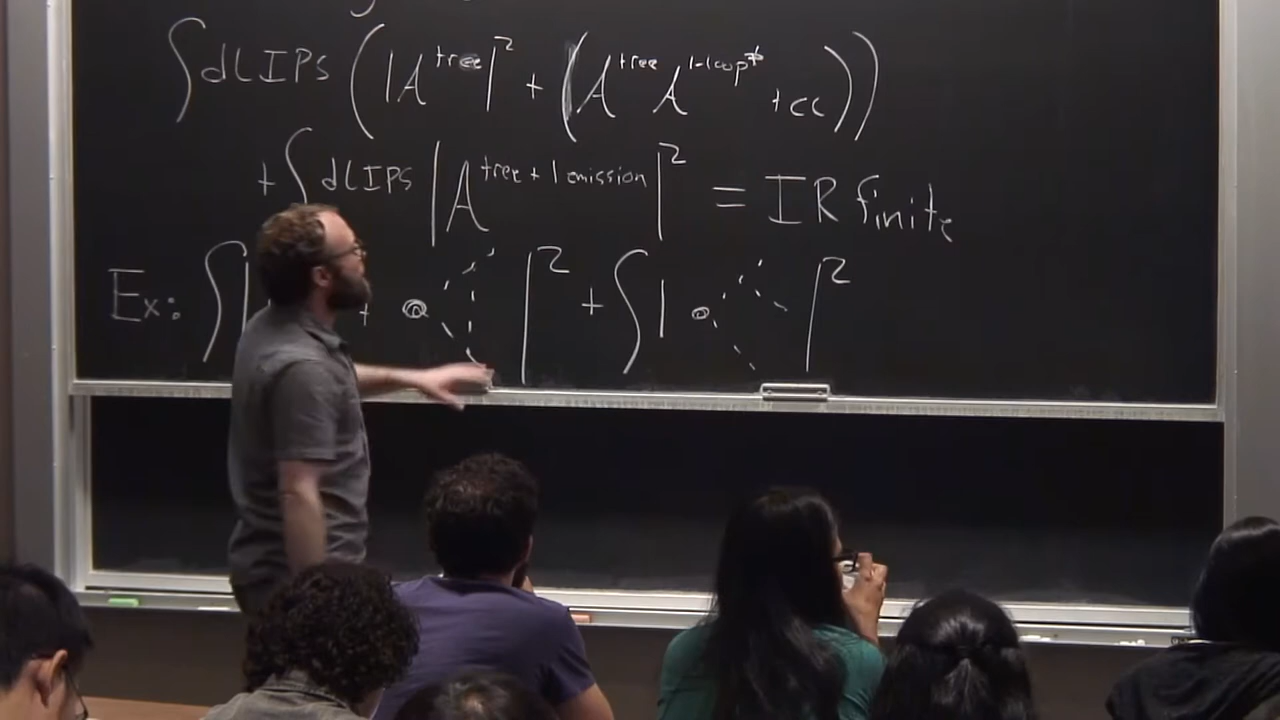 ∫dLIPS (|A^tree|² + (A^tree A^1-loop* + cc))
+ ∫dLIPS |A^tree + 1 emission|² = IR finite
Ex: ∫| + |² + ∫| |²